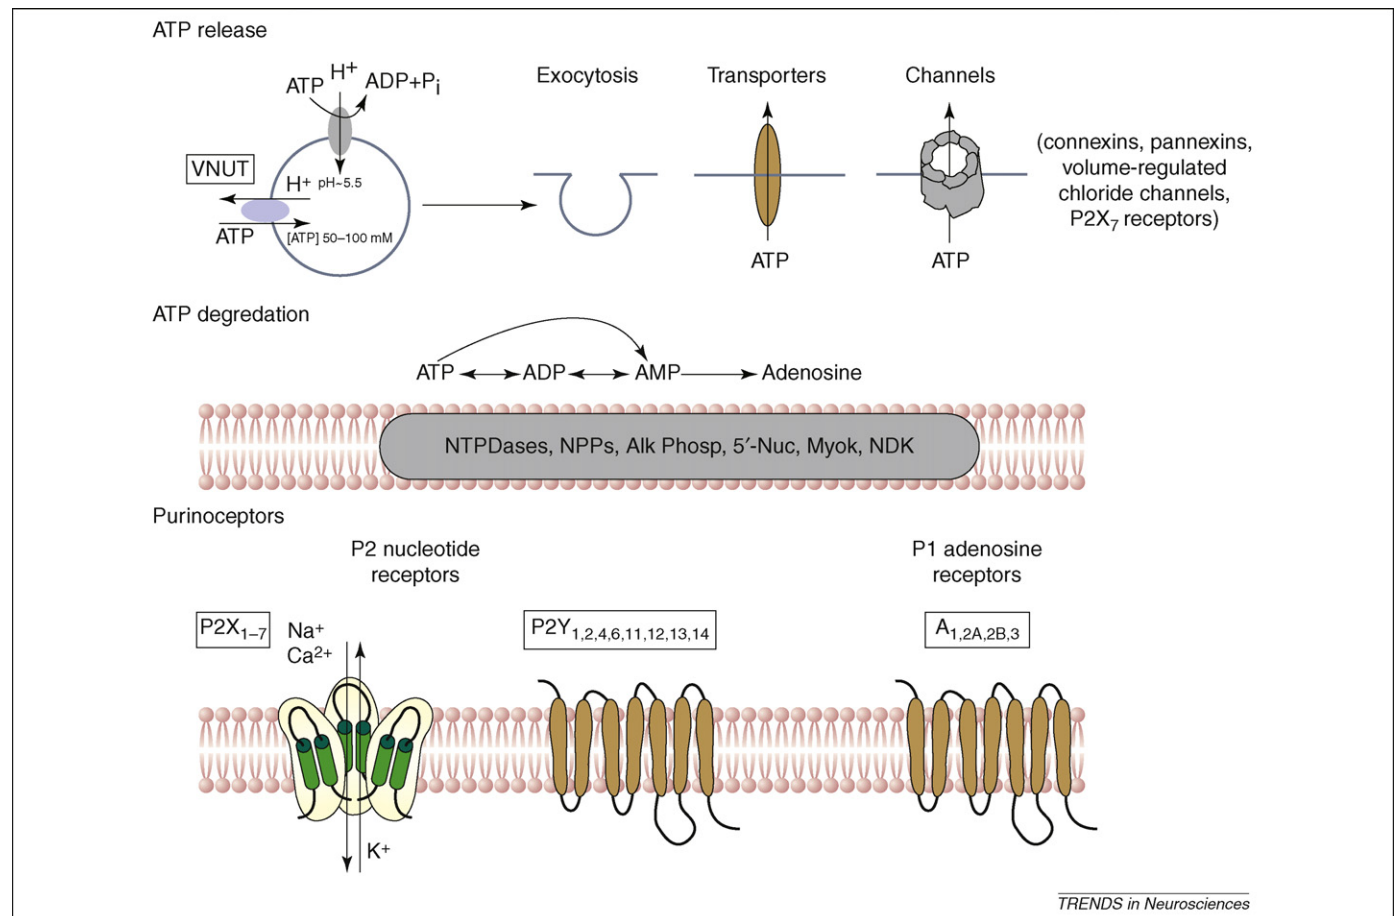 ATP release
ATP H+ ADP+Pi
VNUT
H+ pH~5.5
ATP [ATP] 50–100 mM
Exocytosis
Transporters
ATP
Channels
ATP
(connexins, pannexins,
volume-regulated
chloride channels,
P2X7 receptors)
ATP degredation
ATP ADP AMP Adenosine
NTPDases, NPPs, Alk Phosp, 5′-Nuc, Myok, NDK
Purinoceptors
P2 nucleotide
receptors
P1 adenosine
receptors
P2X1–7
Na+
Ca2+
K+
P2Y1,2,4,6,11,12,13,14
A1,2A,2B,3
TRENDS in Neurosciences